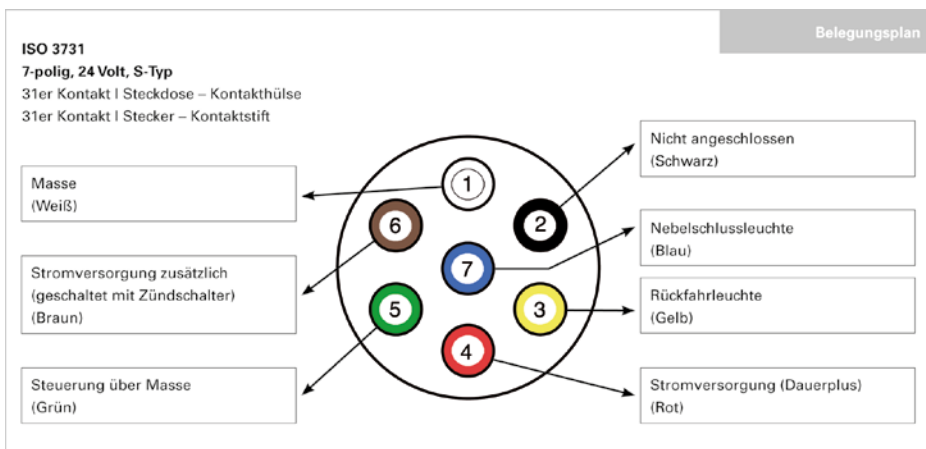 Belegungsplan
ISO 3731
7-polig, 24 Volt, S-Typ
31er Kontakt I Steckdose – Kontakthülse
31er Kontakt I Stecker – Kontaktstift
Nicht angeschlossen
(Schwarz)
Masse
(Weiß)
1
2
6
Nebelschlussleuchte
(Blau)
7
Stromversorgung zusätzlich
(geschaltet mit Zündschalter)
(Braun)
Rückfahrleuchte
(Gelb)
5
3
4
Steuerung über Masse
(Grün)
Stromversorgung (Dauerplus)
(Rot)